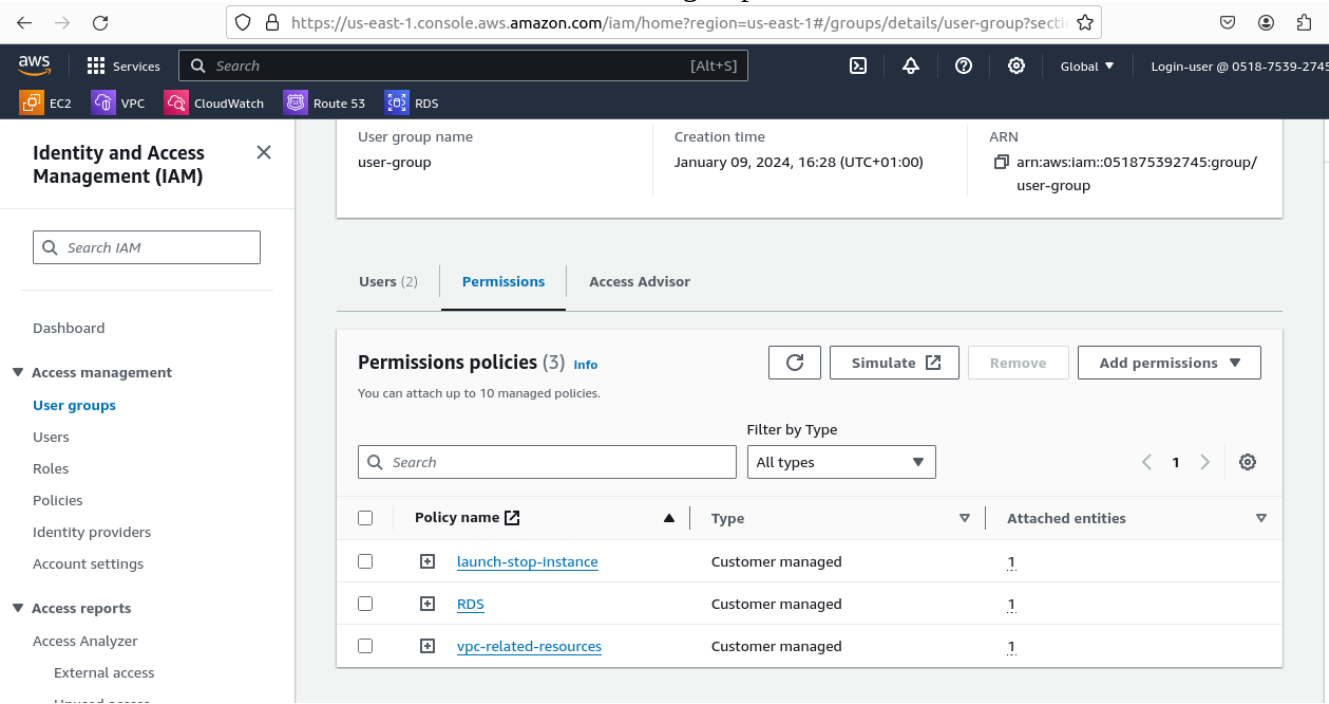 https://us-east-1.console.aws.amazon.com/iam/home?region=us-east-1#/groups/details/user-group?secti
aws Services Search [Alt+S] Global ▼ Login-user @ 0518-7539-2745
EC2 VPC CloudWatch Route 53 RDS
Identity and Access
Management (IAM)
Search IAM
Dashboard
Access management
User groups
Users
Roles
Policies
Identity providers
Account settings
Access reports
Access Analyzer
External access
Unused access
User group name
user-group
Creation time
January 09, 2024, 16:28 (UTC+01:00)
ARN
arn:aws:iam::051875392745:group/
user-group
Users (2) Permissions Access Advisor
Permissions policies (3) Info
You can attach up to 10 managed policies.
Simulate Remove Add permissions
Filter by Type
Search All types 1
Policy name Type Attached entities
launch-stop-instance Customer managed 1
RDS Customer managed 1
vpc-related-resources Customer managed 1